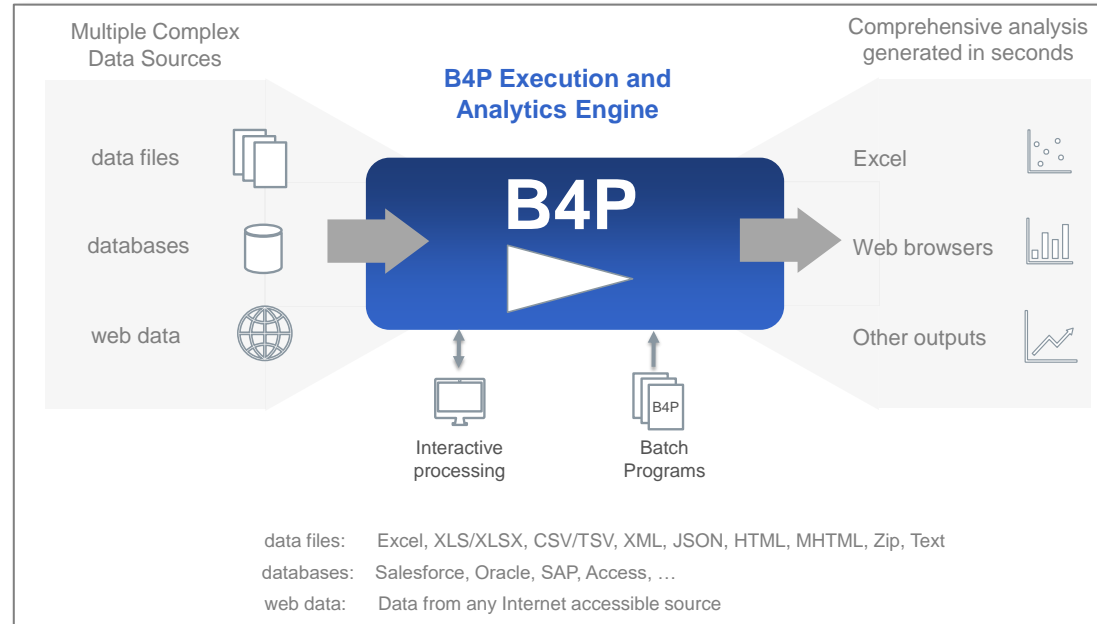 Multiple Complex
Data Sources
Comprehensive analysis
generated in seconds
B4P Execution and
Analytics Engine
data files
databases
web data
B4P
Excel
Web browsers
Other outputs
B4P
Interactive
processing
Batch
Programs
data files: Excel, XLS/XLSX, CSV/TSV, XML, JSON, HTML, MHTML, Zip, Text
databases: Salesforce, Oracle, SAP, Access, …
web data: Data from any Internet accessible source